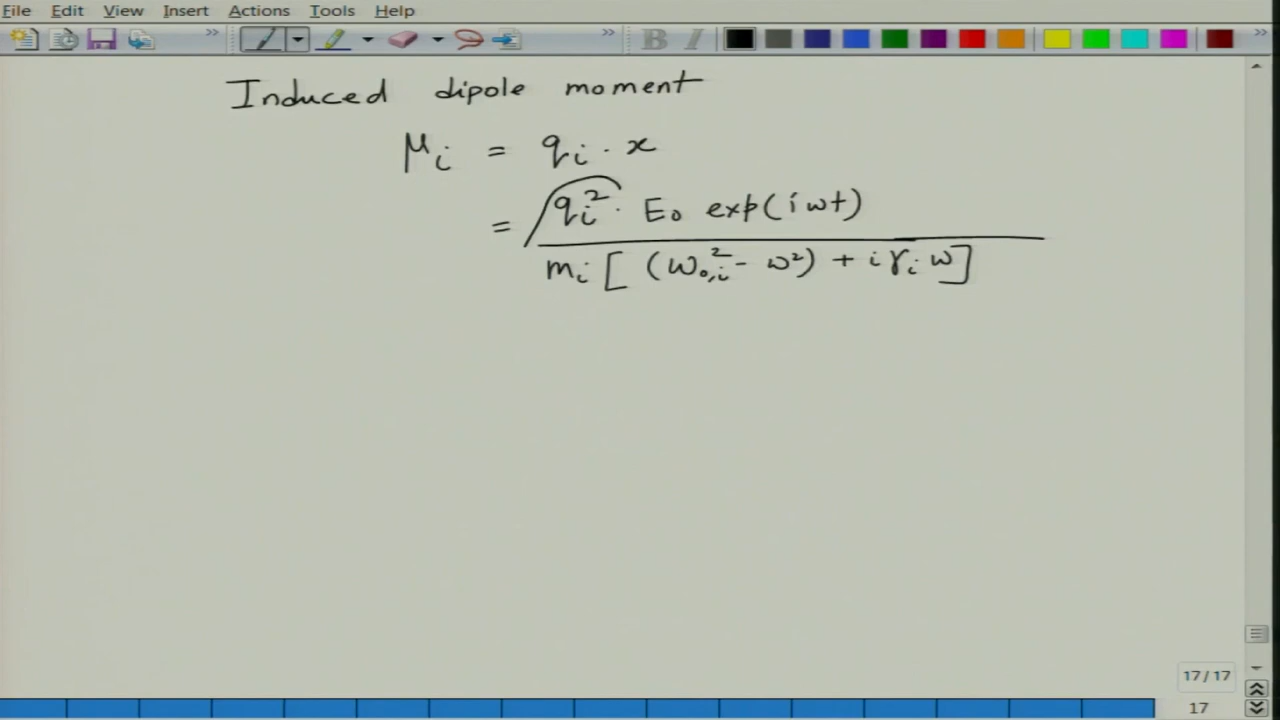 File Edit View Insert Actions Tools Help
B I
Induced dipole moment
μᵢ = qᵢ · x
= qᵢ² · E₀ exp(iωt)
mᵢ [ (ω₀,ᵢ² - ω²) + iγᵢω ]
17 / 17
17